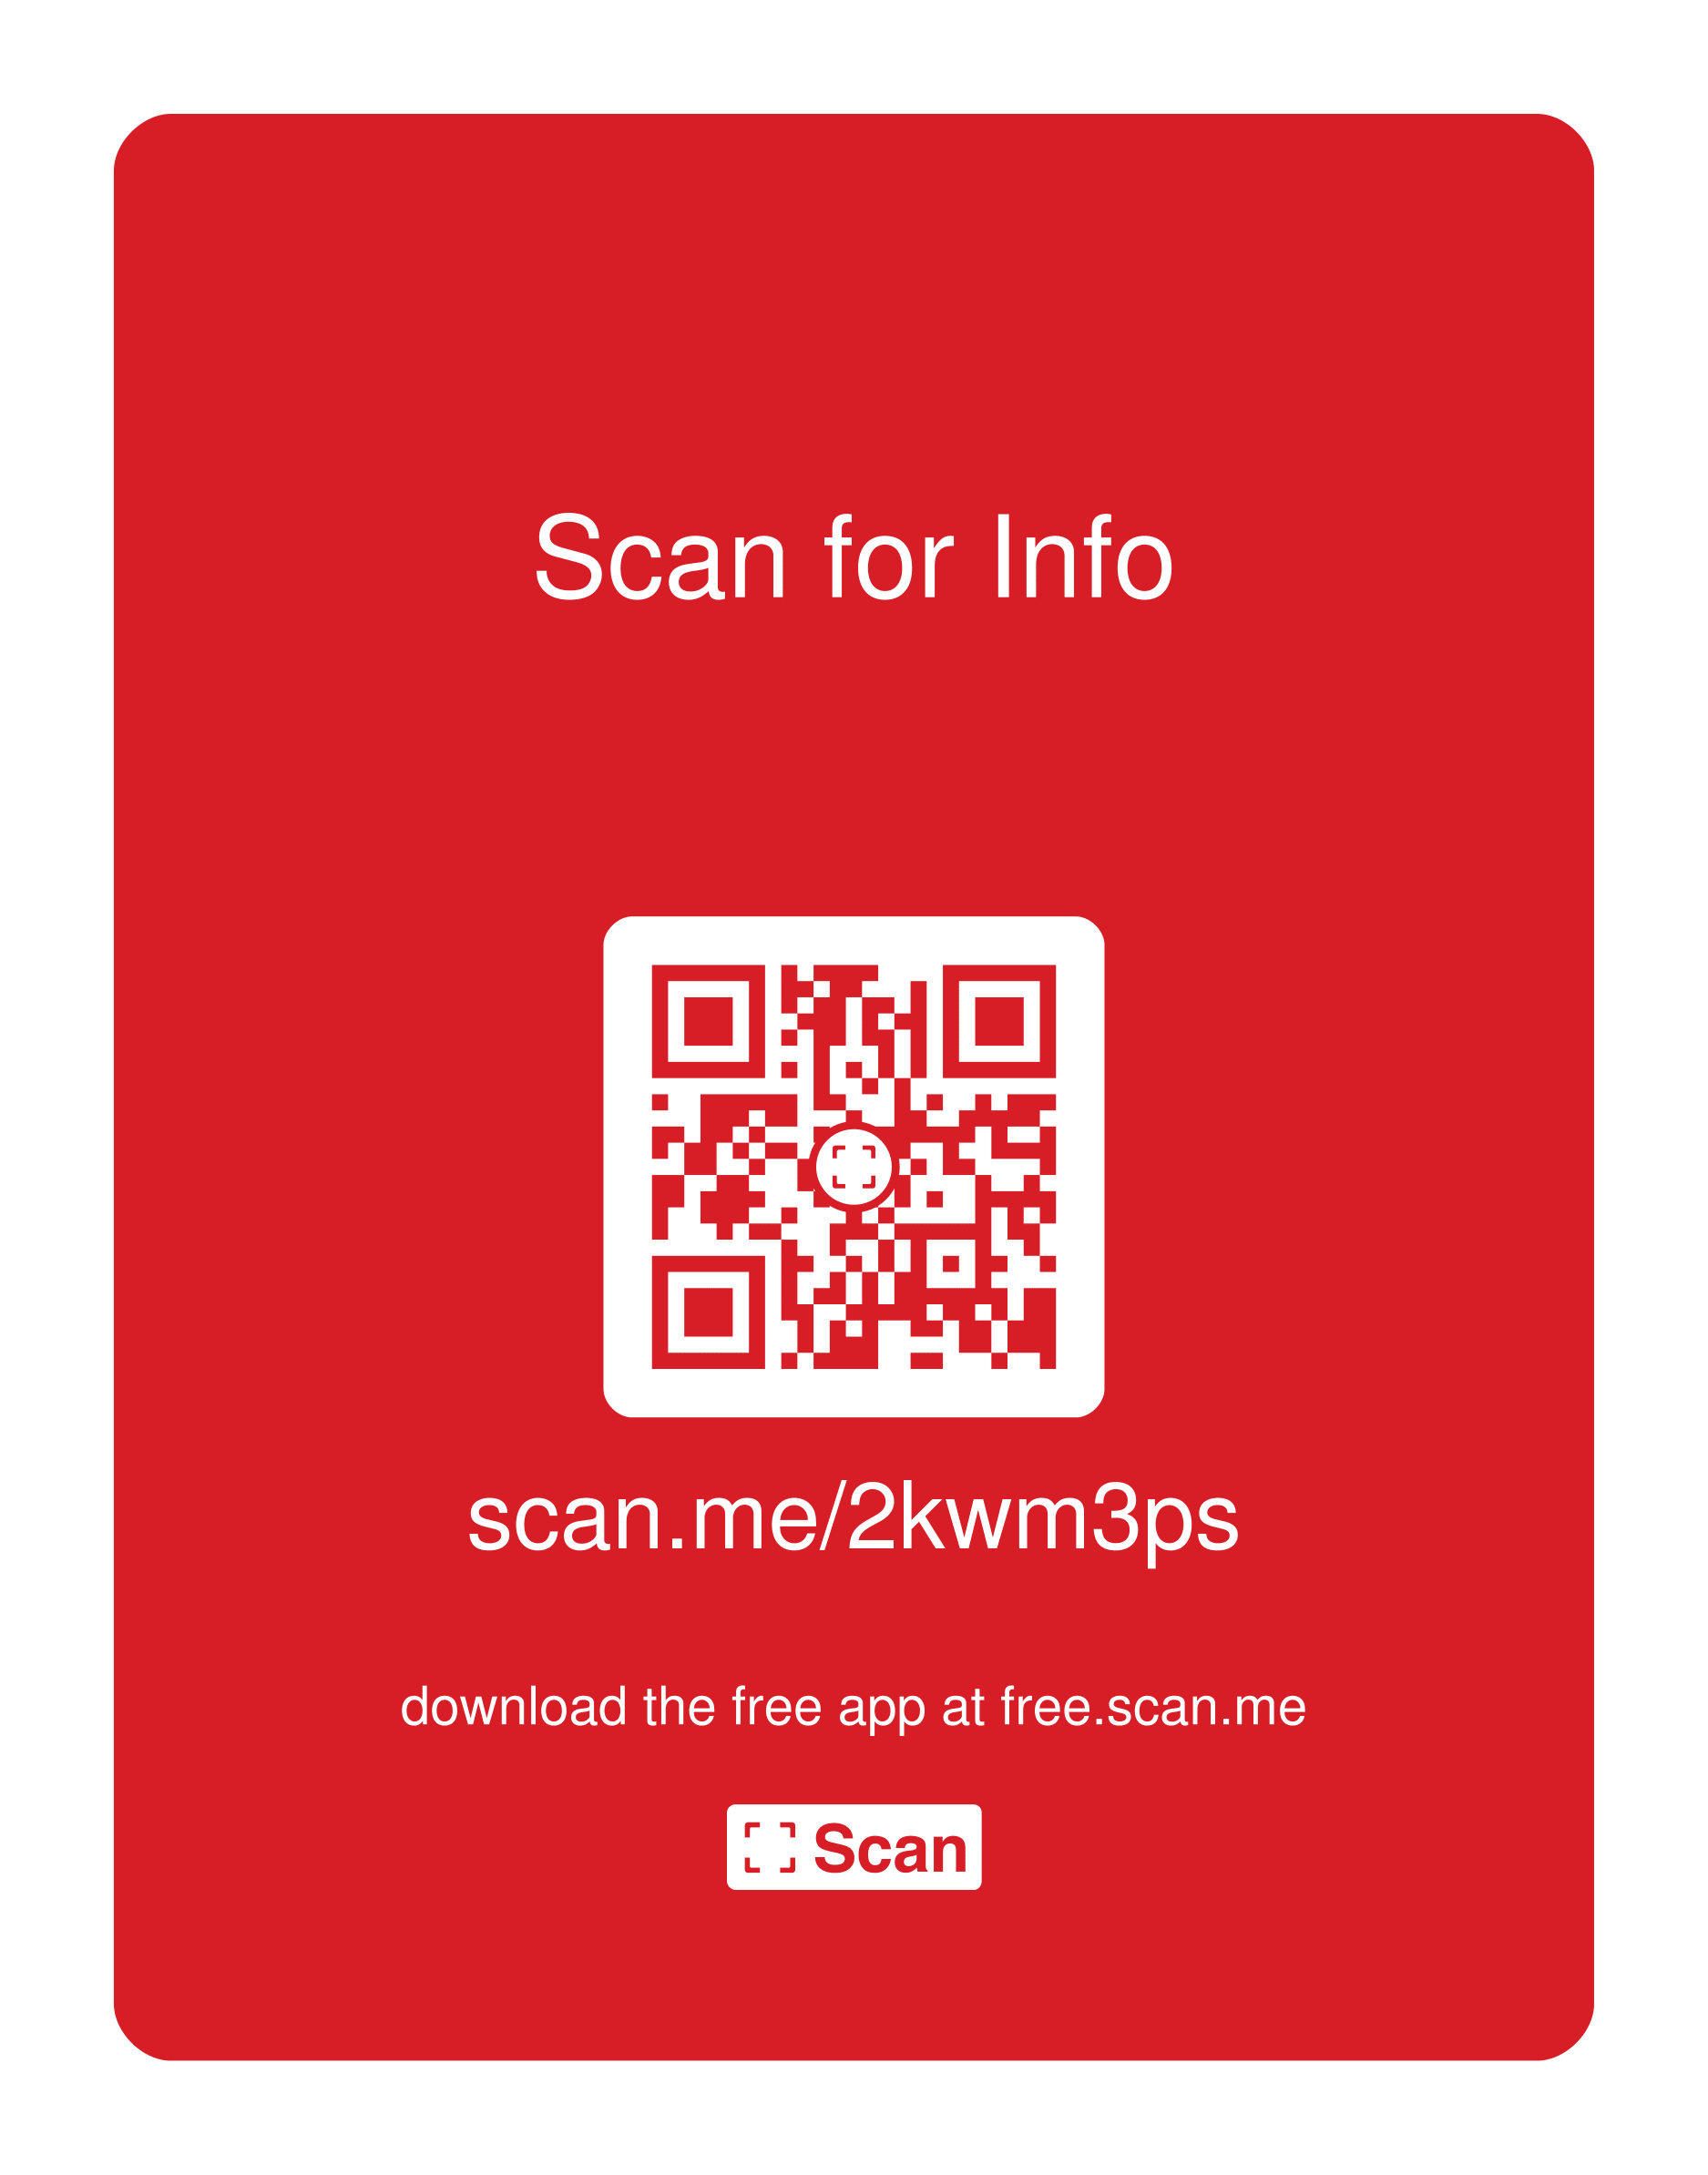 Scan for Info
scan.me/2kwm3ps
download the free app at free.scan.me
Scan